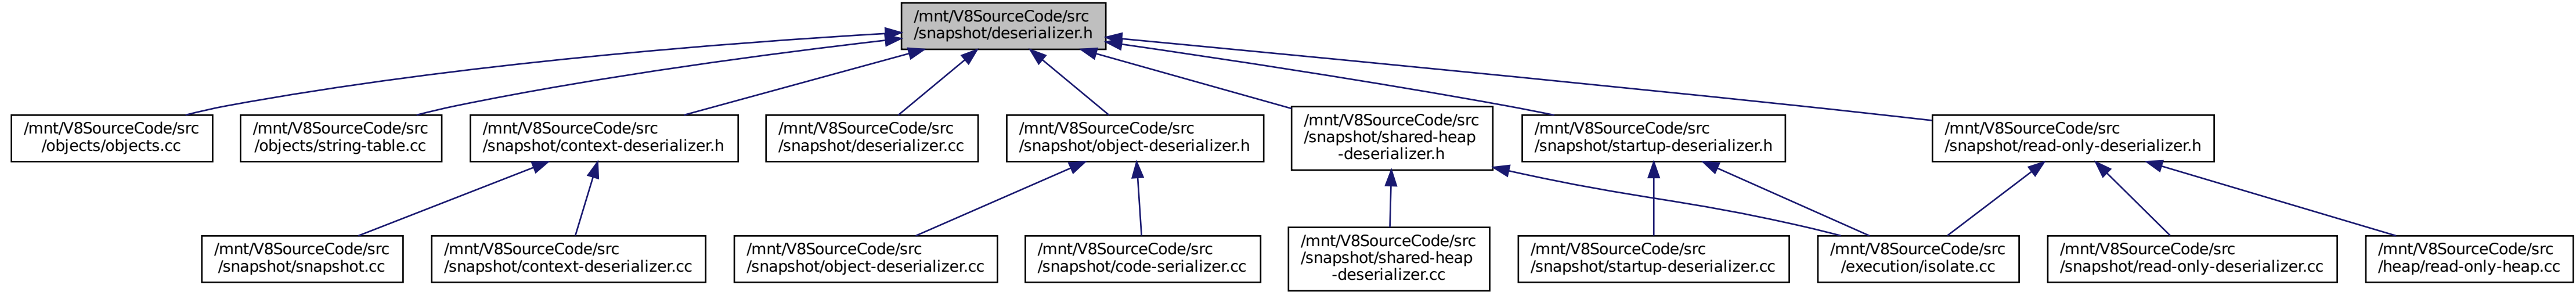 /mnt/V8SourceCode/src
/snapshot/deserializer.h
/mnt/V8SourceCode/src
/objects/objects.cc
/mnt/V8SourceCode/src
/objects/string-table.cc
/mnt/V8SourceCode/src
/snapshot/context-deserializer.h
/mnt/V8SourceCode/src
/snapshot/deserializer.cc
/mnt/V8SourceCode/src
/snapshot/object-deserializer.h
/mnt/V8SourceCode/src
/snapshot/shared-heap
-deserializer.h
/mnt/V8SourceCode/src
/snapshot/startup-deserializer.h
/mnt/V8SourceCode/src
/snapshot/read-only-deserializer.h
/mnt/V8SourceCode/src
/snapshot/snapshot.cc
/mnt/V8SourceCode/src
/snapshot/context-deserializer.cc
/mnt/V8SourceCode/src
/snapshot/object-deserializer.cc
/mnt/V8SourceCode/src
/snapshot/code-serializer.cc
/mnt/V8SourceCode/src
/snapshot/shared-heap
-deserializer.cc
/mnt/V8SourceCode/src
/snapshot/startup-deserializer.cc
/mnt/V8SourceCode/src
/execution/isolate.cc
/mnt/V8SourceCode/src
/snapshot/read-only-deserializer.cc
/mnt/V8SourceCode/src
/heap/read-only-heap.cc